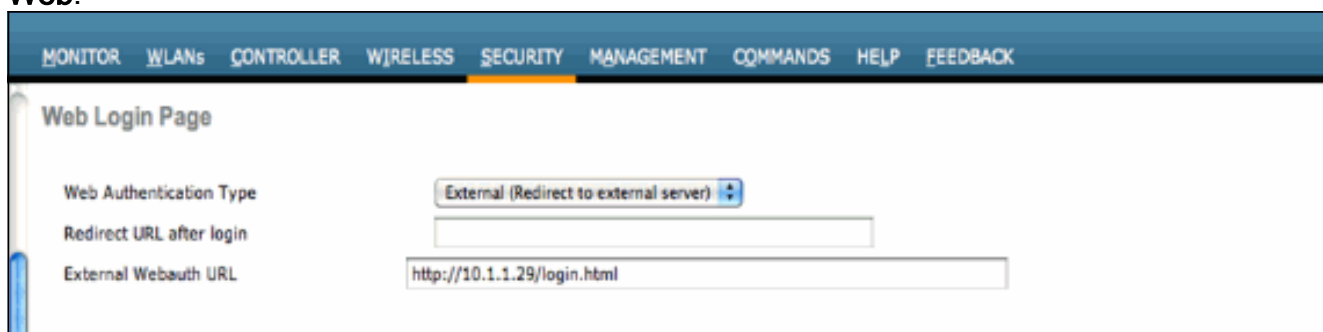 Web:
MONITOR WLANs CONTROLLER WIRELESS SECURITY MANAGEMENT COMMANDS HELP FEEDBACK
Web Login Page
Web Authentication Type External (Redirect to external server)
Redirect URL after login
External Webauth URL http://10.1.1.29/login.html